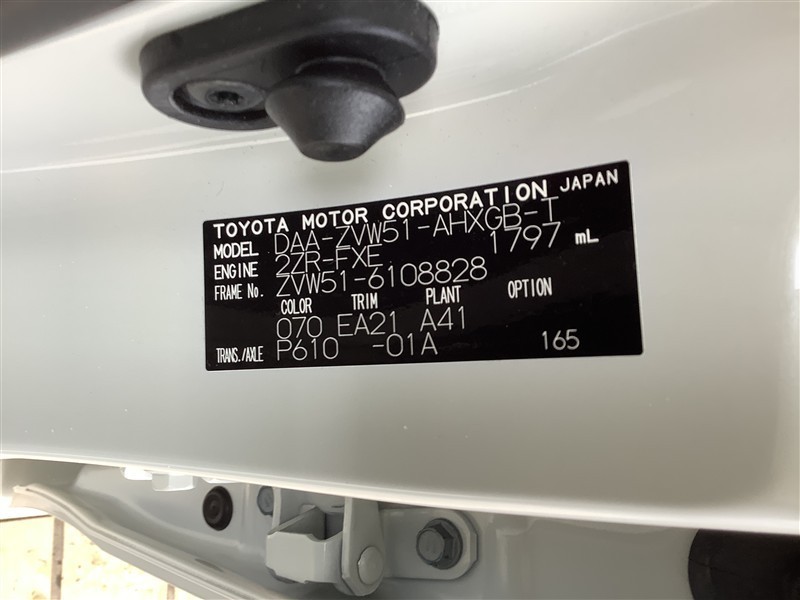 TOYOTA MOTOR CORPORATION JAPAN
MODEL DAA-ZVW51-AHXGB-T
ENGINE 2ZR-FXE 1797 mL
FRAME No. ZVW51-6108828
COLOR TRIM PLANT OPTION
070 EA21 A41
TRANS./AXLE P610 -01A 165